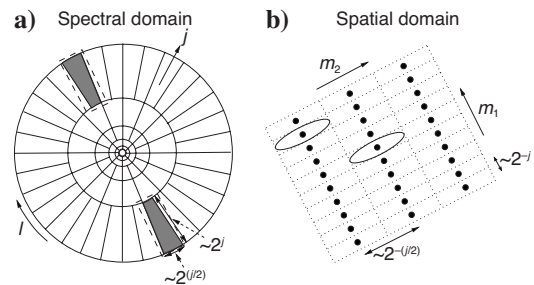 a) Spectral domain
j
l
~2^j
~2^(j/2)
b) Spatial domain
m_2
m_1
~2^–j
~2^–(j/2)